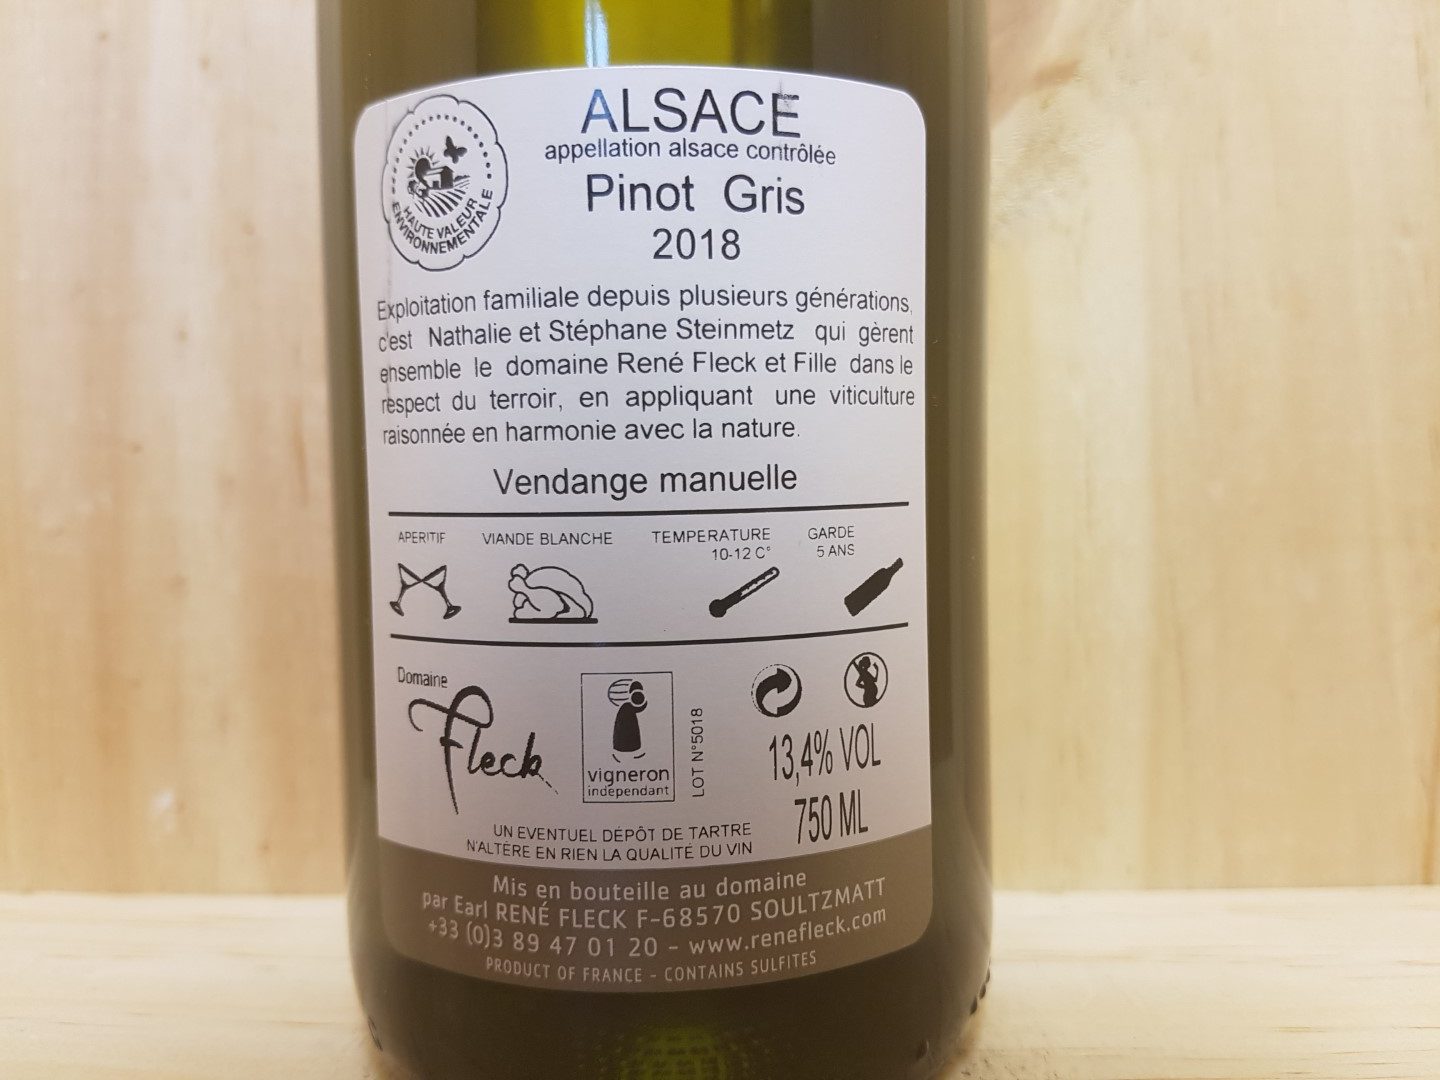 ALSACE
appellation alsace contrôlée
Pinot Gris
2018
HAUTE VALEUR
ENVIRONNEMENTALE
Exploitation familiale depuis plusieurs générations,
c'est Nathalie et Stéphane Steinmetz qui gèrent
ensemble le domaine René Fleck et Fille dans le
respect du terroir, en appliquant une viticulture
raisonnée en harmonie avec la nature.
Vendange manuelle
APERITIF
VIANDE BLANCHE
TEMPERATURE
10-12 C°
GARDE
5 ANS
Domaine
Fleck
vigneron
indépendant
LOT N°5018
13,4% VOL
750 ML
UN EVENTUEL DÉPÔT DE TARTRE
N'ALTÈRE EN RIEN LA QUALITÉ DU VIN
Mis en bouteille au domaine
par Earl RENÉ FLECK F-68570 SOULTZMATT
+33 (0)3 89 47 01 20 - www.renefleck.com
PRODUCT OF FRANCE - CONTAINS SULFITES